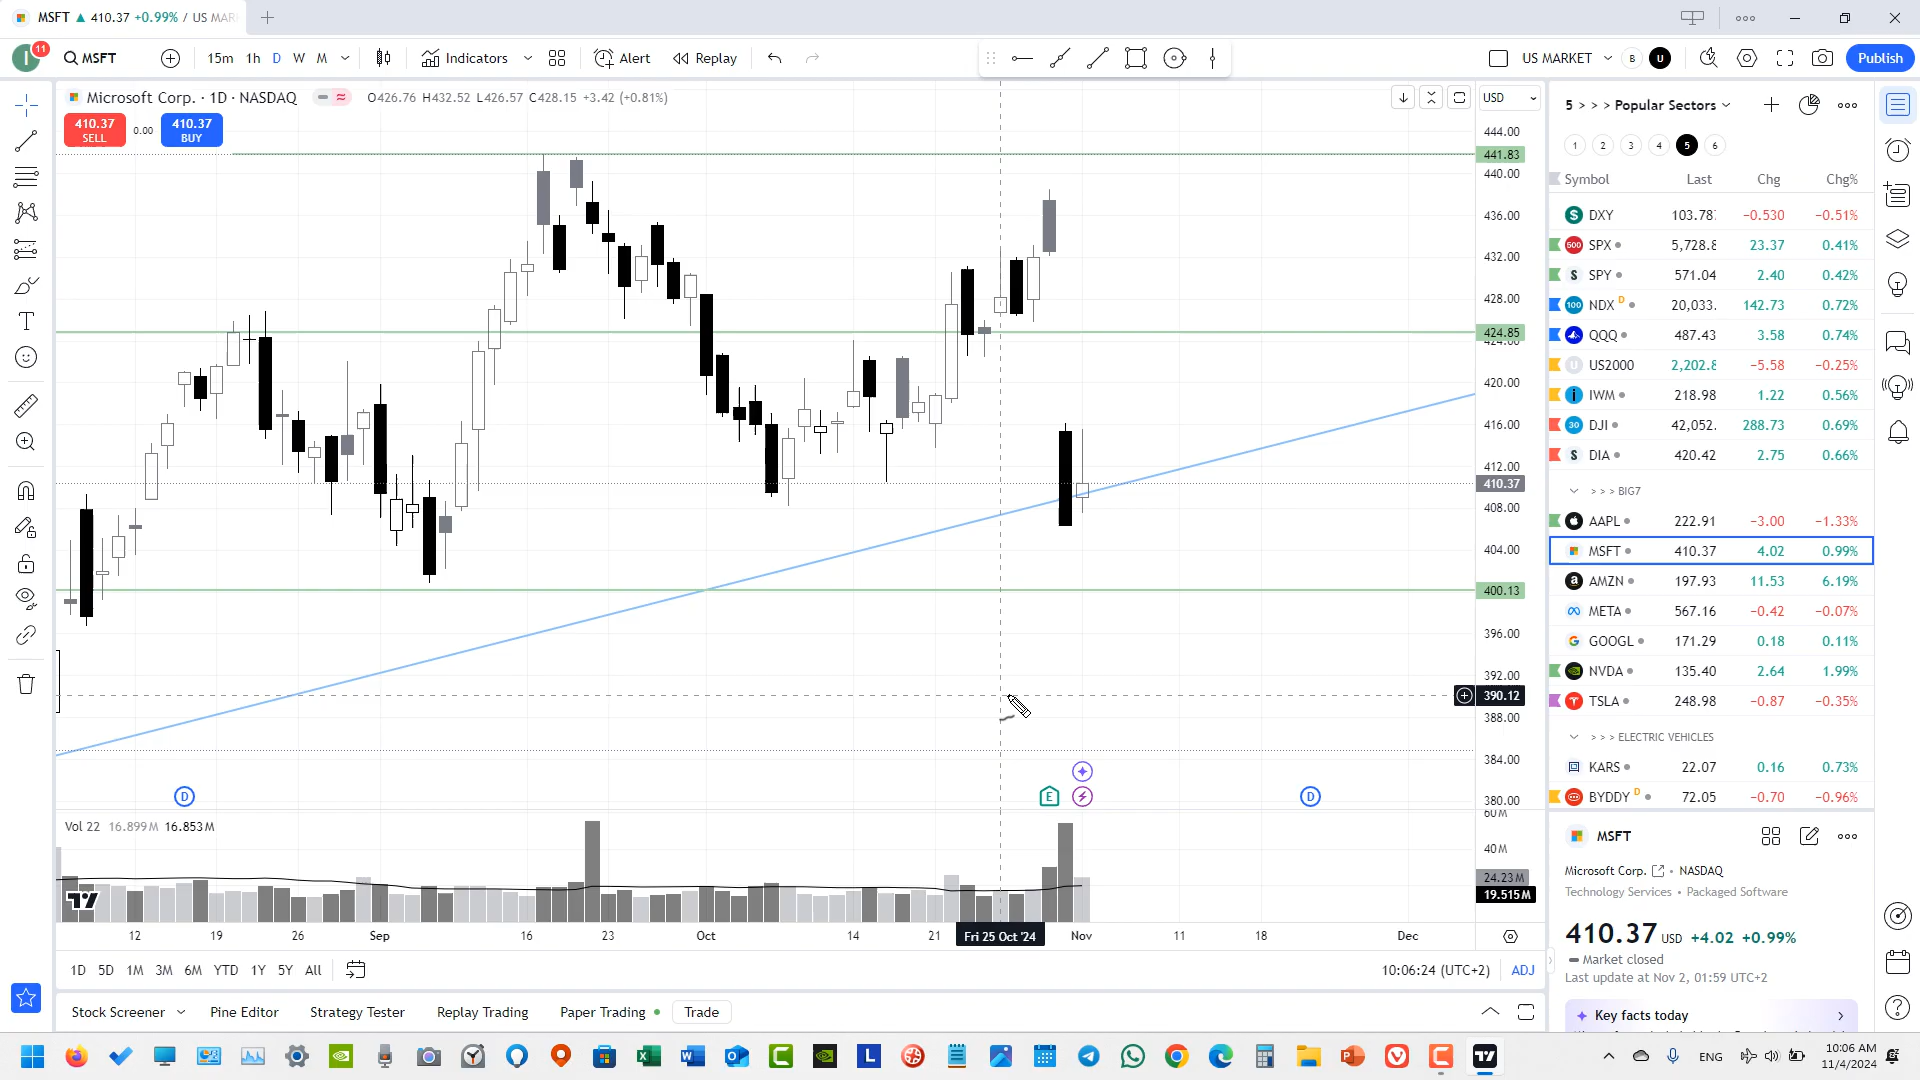 MSFT ▲ 410.37 +0.99% / US MAR
11
MSFT
15m 1h D W M
Indicators
Alert
Replay
US MARKET
B
U
Publish
Microsoft Corp. · 1D · NASDAQ
O426.76 H432.52 L426.57 C428.15 +3.42 (+0.81%)
410.37
SELL
0.00
410.37
BUY
USD
444.00
441.83
440.00
436.00
432.00
428.00
424.85
424.00
420.00
416.00
412.00
410.37
408.00
404.00
400.13
396.00
392.00
390.12
388.00
384.00
380.00
D
E
D
Vol 22 16.899M 16.853M
60M
40M
24.23M
19.515M
12 19 26 Sep 16 23 Oct 14 21 Fri 25 Oct '24 Nov 11 18 Dec
1D 5D 1M 3M 6M YTD 1Y 5Y All
10:06:24 (UTC+2)
ADJ
Stock Screener
Pine Editor
Strategy Tester
Replay Trading
Paper Trading
Trade
5 > > > Popular Sectors
1 2 3 4 5 6
Symbol Last Chg Chg%
DXY 103.787 −0.530 −0.51%
SPX 5,728.8 23.37 0.41%
SPY 571.04 2.40 0.42%
NDX D 20,033. 142.73 0.72%
QQQ 487.43 3.58 0.74%
US2000 2,202.8 −5.58 −0.25%
IWM 218.98 1.22 0.56%
DJI 42,052. 288.73 0.69%
DIA 420.42 2.75 0.66%
> > > BIG7
AAPL 222.91 −3.00 −1.33%
MSFT 410.37 4.02 0.99%
AMZN 197.93 11.53 6.19%
META 567.16 −0.42 −0.07%
GOOGL 171.29 0.18 0.11%
NVDA 135.40 2.64 1.99%
TSLA 248.98 −0.87 −0.35%
> > > ELECTRIC VEHICLES
KARS 22.07 0.16 0.73%
BYDDY D 72.05 −0.70 −0.96%
MSFT
Microsoft Corp. • NASDAQ
Technology Services • Packaged Software
410.37 USD +4.02 +0.99%
Market closed
Last update at Nov 2, 01:59 UTC+2
Key facts today
ENG
10:06 AM
11/4/2024